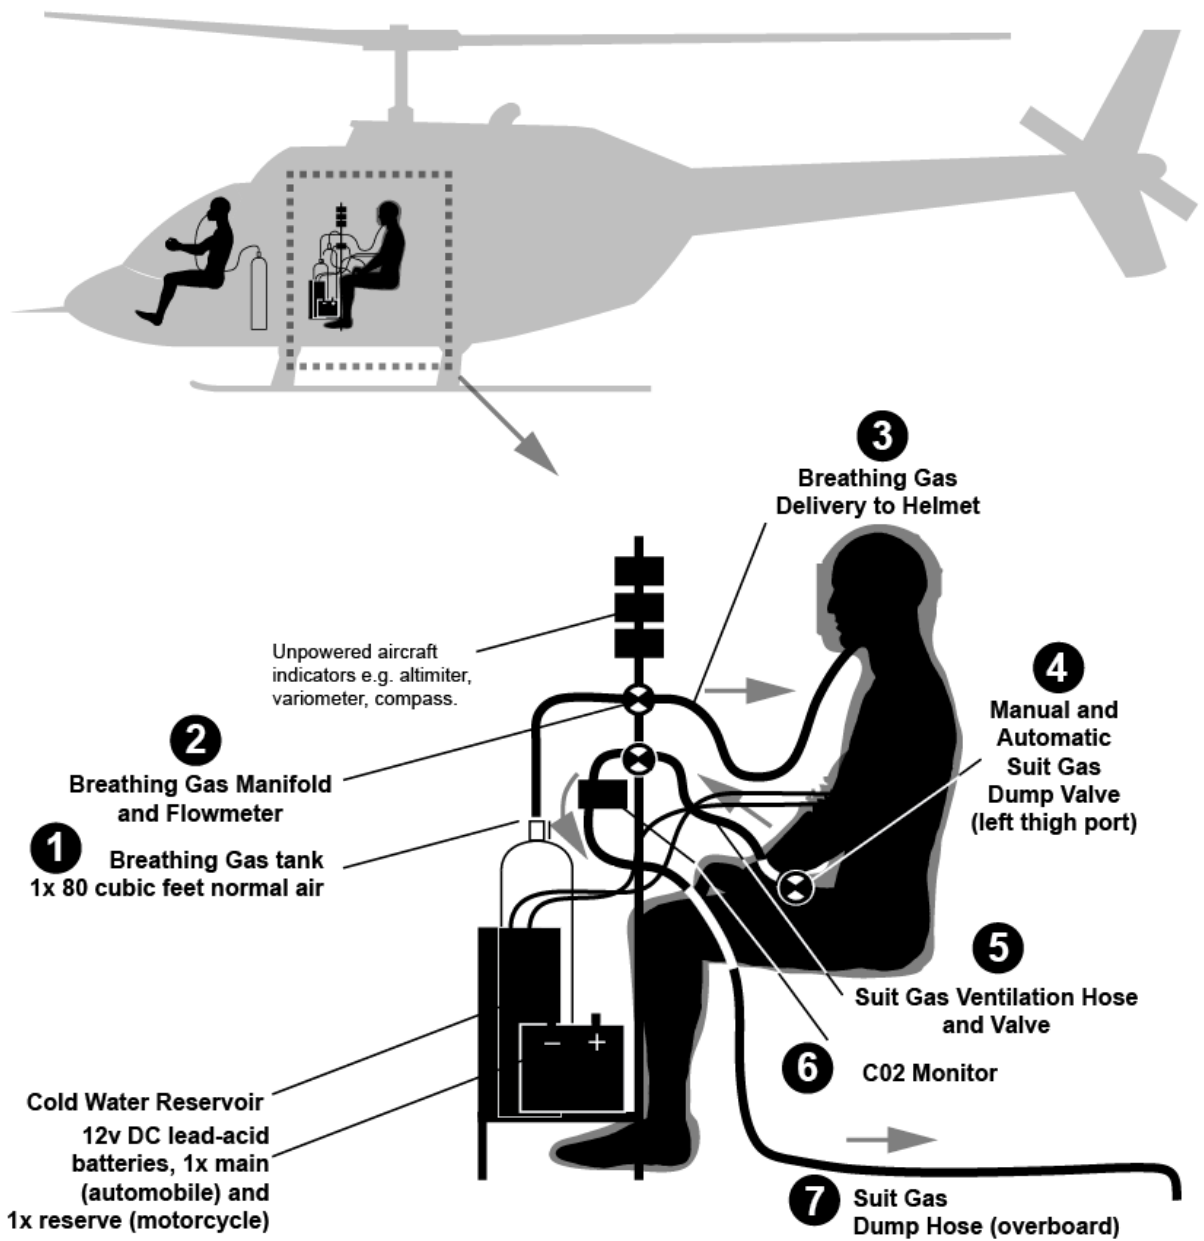 3
Breathing Gas
Delivery to Helmet
Unpowered aircraft
indicators e.g. altimiter,
variometer, compass.
4
Manual and
Automatic
Suit Gas
Dump Valve
(left thigh port)
2
Breathing Gas Manifold
and Flowmeter
1
Breathing Gas tank
1x 80 cubic feet normal air
5
Suit Gas Ventilation Hose
and Valve
6
C02 Monitor
− +
Cold Water Reservoir
12v DC lead-acid
batteries, 1x main
(automobile) and
1x reserve (motorcycle)
7
Suit Gas
Dump Hose (overboard)